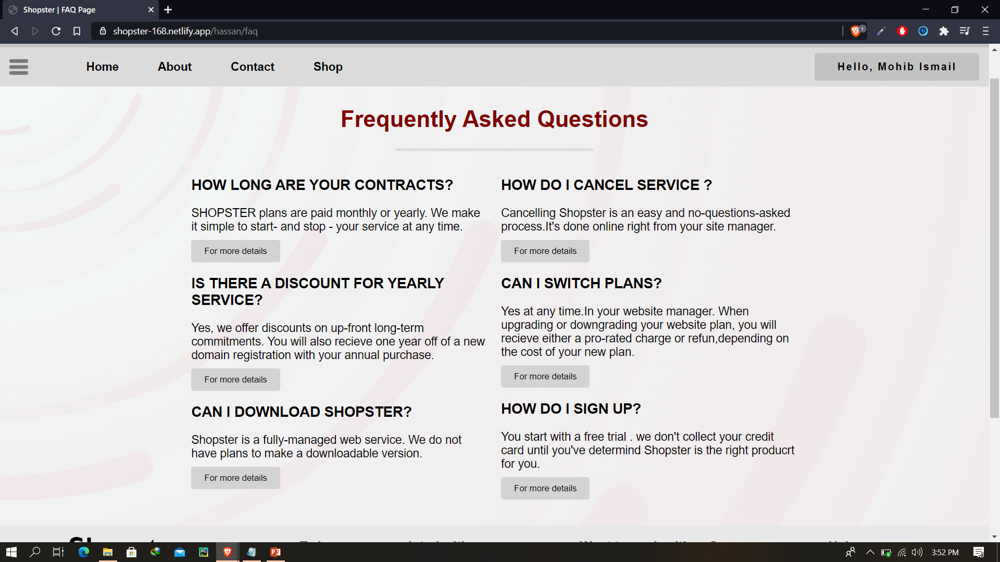 Shopster | FAQ Page
shopster-168.netlify.app/hassan/faq
1
Home About Contact Shop
Hello, Mohib Ismail
Frequently Asked Questions
HOW LONG ARE YOUR CONTRACTS?
SHOPSTER plans are paid monthly or yearly. We make
it simple to start- and stop - your service at any time.
For more details
IS THERE A DISCOUNT FOR YEARLY
SERVICE?
Yes, we offer discounts on up-front long-term
commitments. You will also recieve one year off of a new
domain registration with your annual purchase.
For more details
CAN I DOWNLOAD SHOPSTER?
Shopster is a fully-managed web service. We do not
have plans to make a downloadable version.
For more details
HOW DO I CANCEL SERVICE ?
Cancelling Shopster is an easy and no-questions-asked
process.It's done online right from your site manager.
For more details
CAN I SWITCH PLANS?
Yes at any time.In your website manager. When
upgrading or downgrading your website plan, you will
recieve either a pro-rated charge or refun,depending on
the cost of your new plan.
For more details
HOW DO I SIGN UP?
You start with a free trial . we don't collect your credit
card until you've determind Shopster is the right producrt
for you.
For more details
3:52 PM